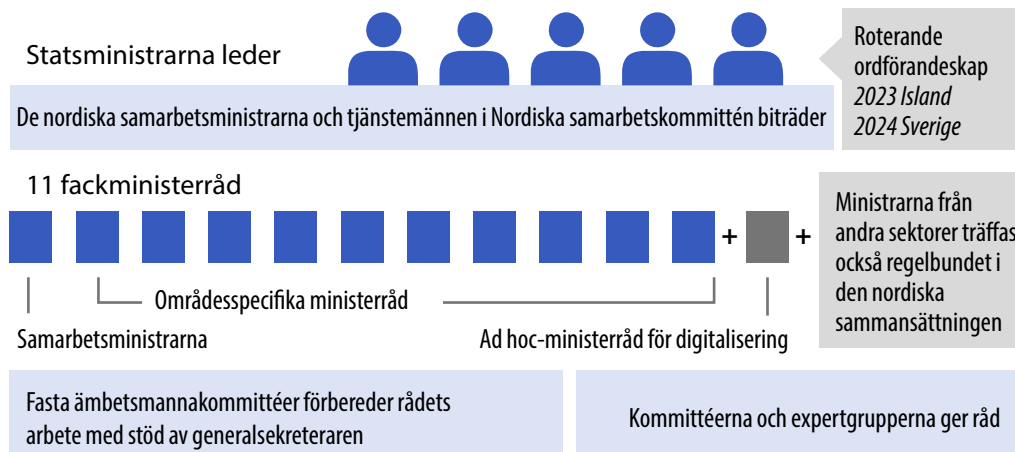 Statsministrarna leder
Roterande
ordförandeskap
2023 Island
2024 Sverige
De nordiska samarbetsministrarna och tjänstemännen i Nordiska samarbetskommittén biträder
11 fackministerråd
+ +
Ministrarna från
andra sektorer träffas
också regelbundet i
den nordiska
sammansättningen
Områdesspecifika ministerråd
Samarbetsministrarna
Ad hoc-ministerråd för digitalisering
Fasta ämbetsmannakommittéer förbereder rådets
arbete med stöd av generalsekreteraren
Kommittéerna och expertgrupperna ger råd